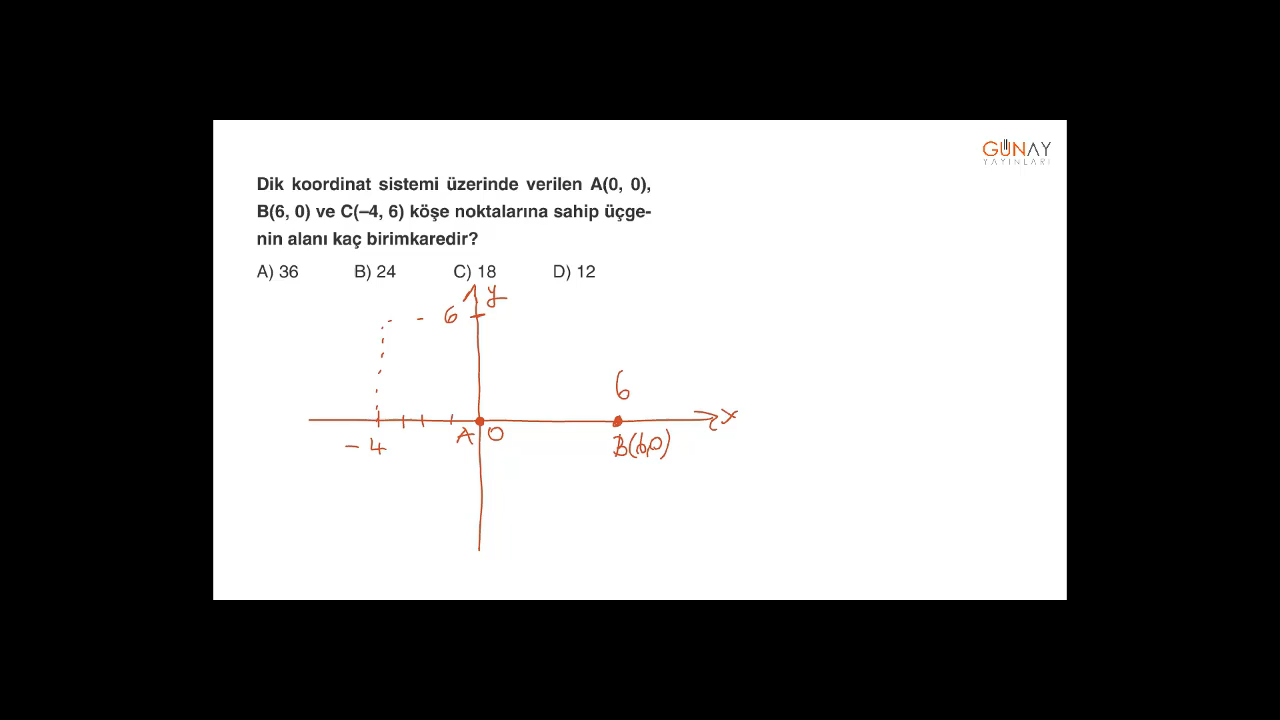 GÜNAY
YAYINLARI
Dik koordinat sistemi üzerinde verilen A(0, 0),
B(6, 0) ve C(–4, 6) köşe noktalarına sahip üçge-
nin alanı kaç birimkaredir?
A) 36 B) 24 C) 18 D) 12
y
6
6
x
A O
-4
B(6,0)